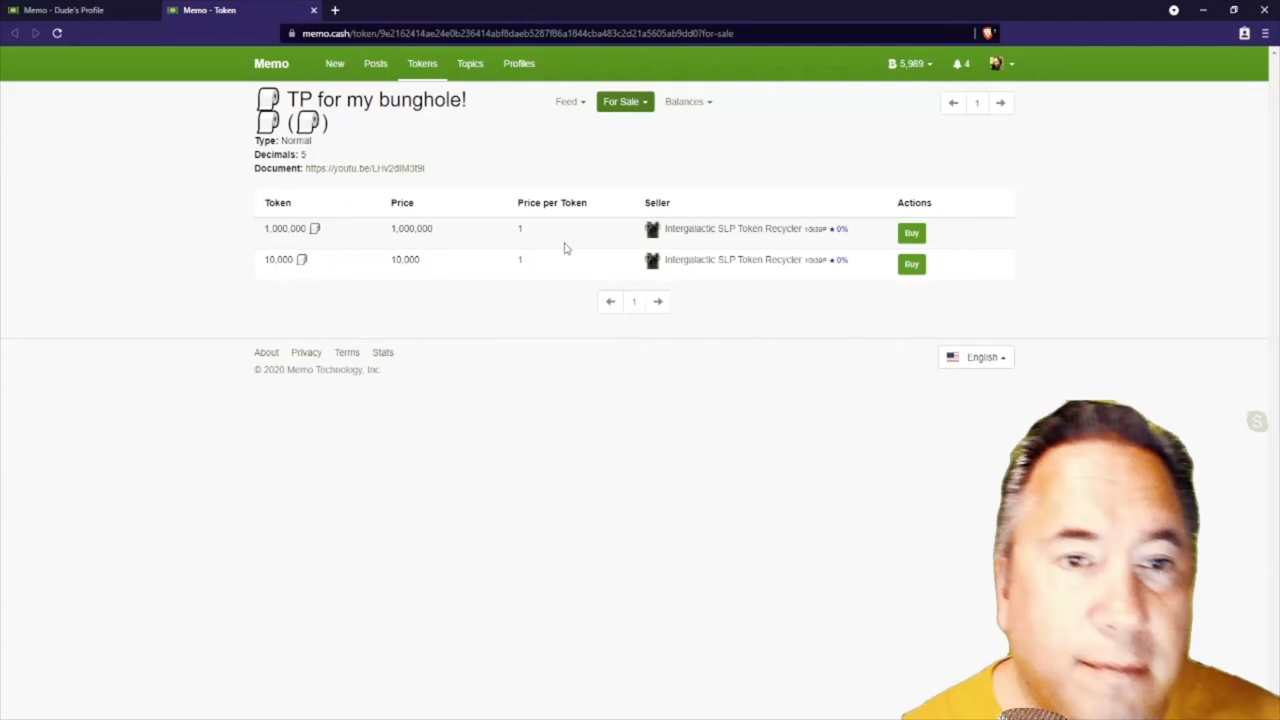 Memo - Dude's Profile
Memo - Token
memo.cash/token/9e2162414ae24e0b236414abf8daeb5287f86a1844cba483c2d21a5605ab9dd0?for-sale
Memo New Posts Tokens Topics Profiles 5,989 4
TP for my bunghole!
( )
Feed For Sale Balances 1
Type: Normal
Decimals: 5
Document: https://youtu.be/LHv2dIM3t9I
Token Price Price per Token Seller Actions
1,000,000 1,000,000 1 Intergalactic SLP Token Recycler ★ 0% Buy
10,000 10,000 1 Intergalactic SLP Token Recycler ★ 0% Buy
1
About Privacy Terms Stats
English
© 2020 Memo Technology, Inc